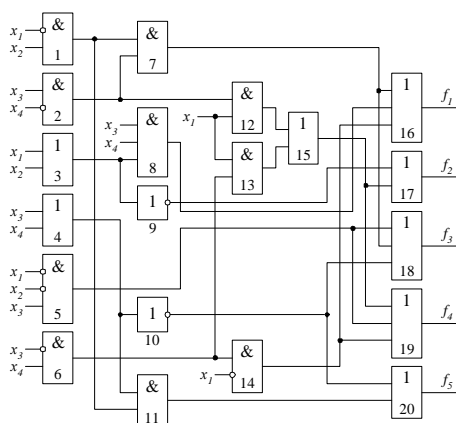 x1 & x2 1
& 7
x3 & x4 2
x1 & 12
1 15
1 f1 16
x3 & x4 8
x1 1 x2 3
& 13
1 f2 17
1 9
x3 1 x4 4
1 f3 18
x1 & x2 x3 5
1 10
1 f4 19
x3 & x4 6
& x1 14
& 11
1 f5 20